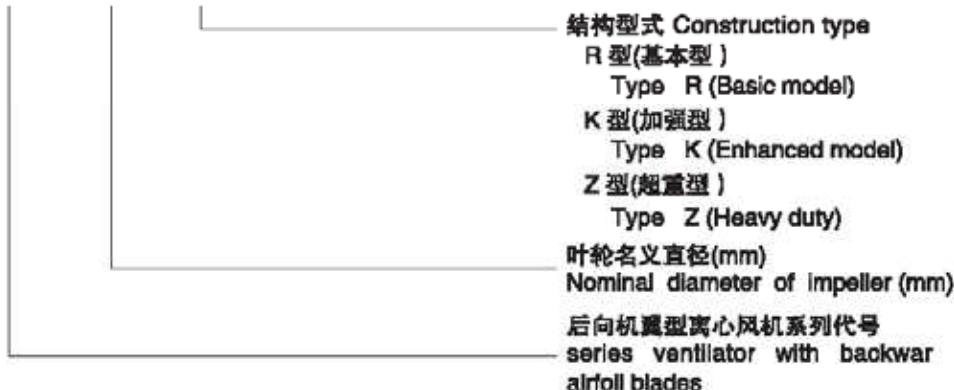 结构型式 Construction type
R 型(基本型)
Type R (Basic model)
K 型(加强型)
Type K (Enhanced model)
Z 型(超重型)
Type Z (Heavy duty)
叶轮名义直径(mm)
Nominal diameter of impeller (mm)
后向机翼型离心风机系列代号
series ventilator with backwar
airfoil blades